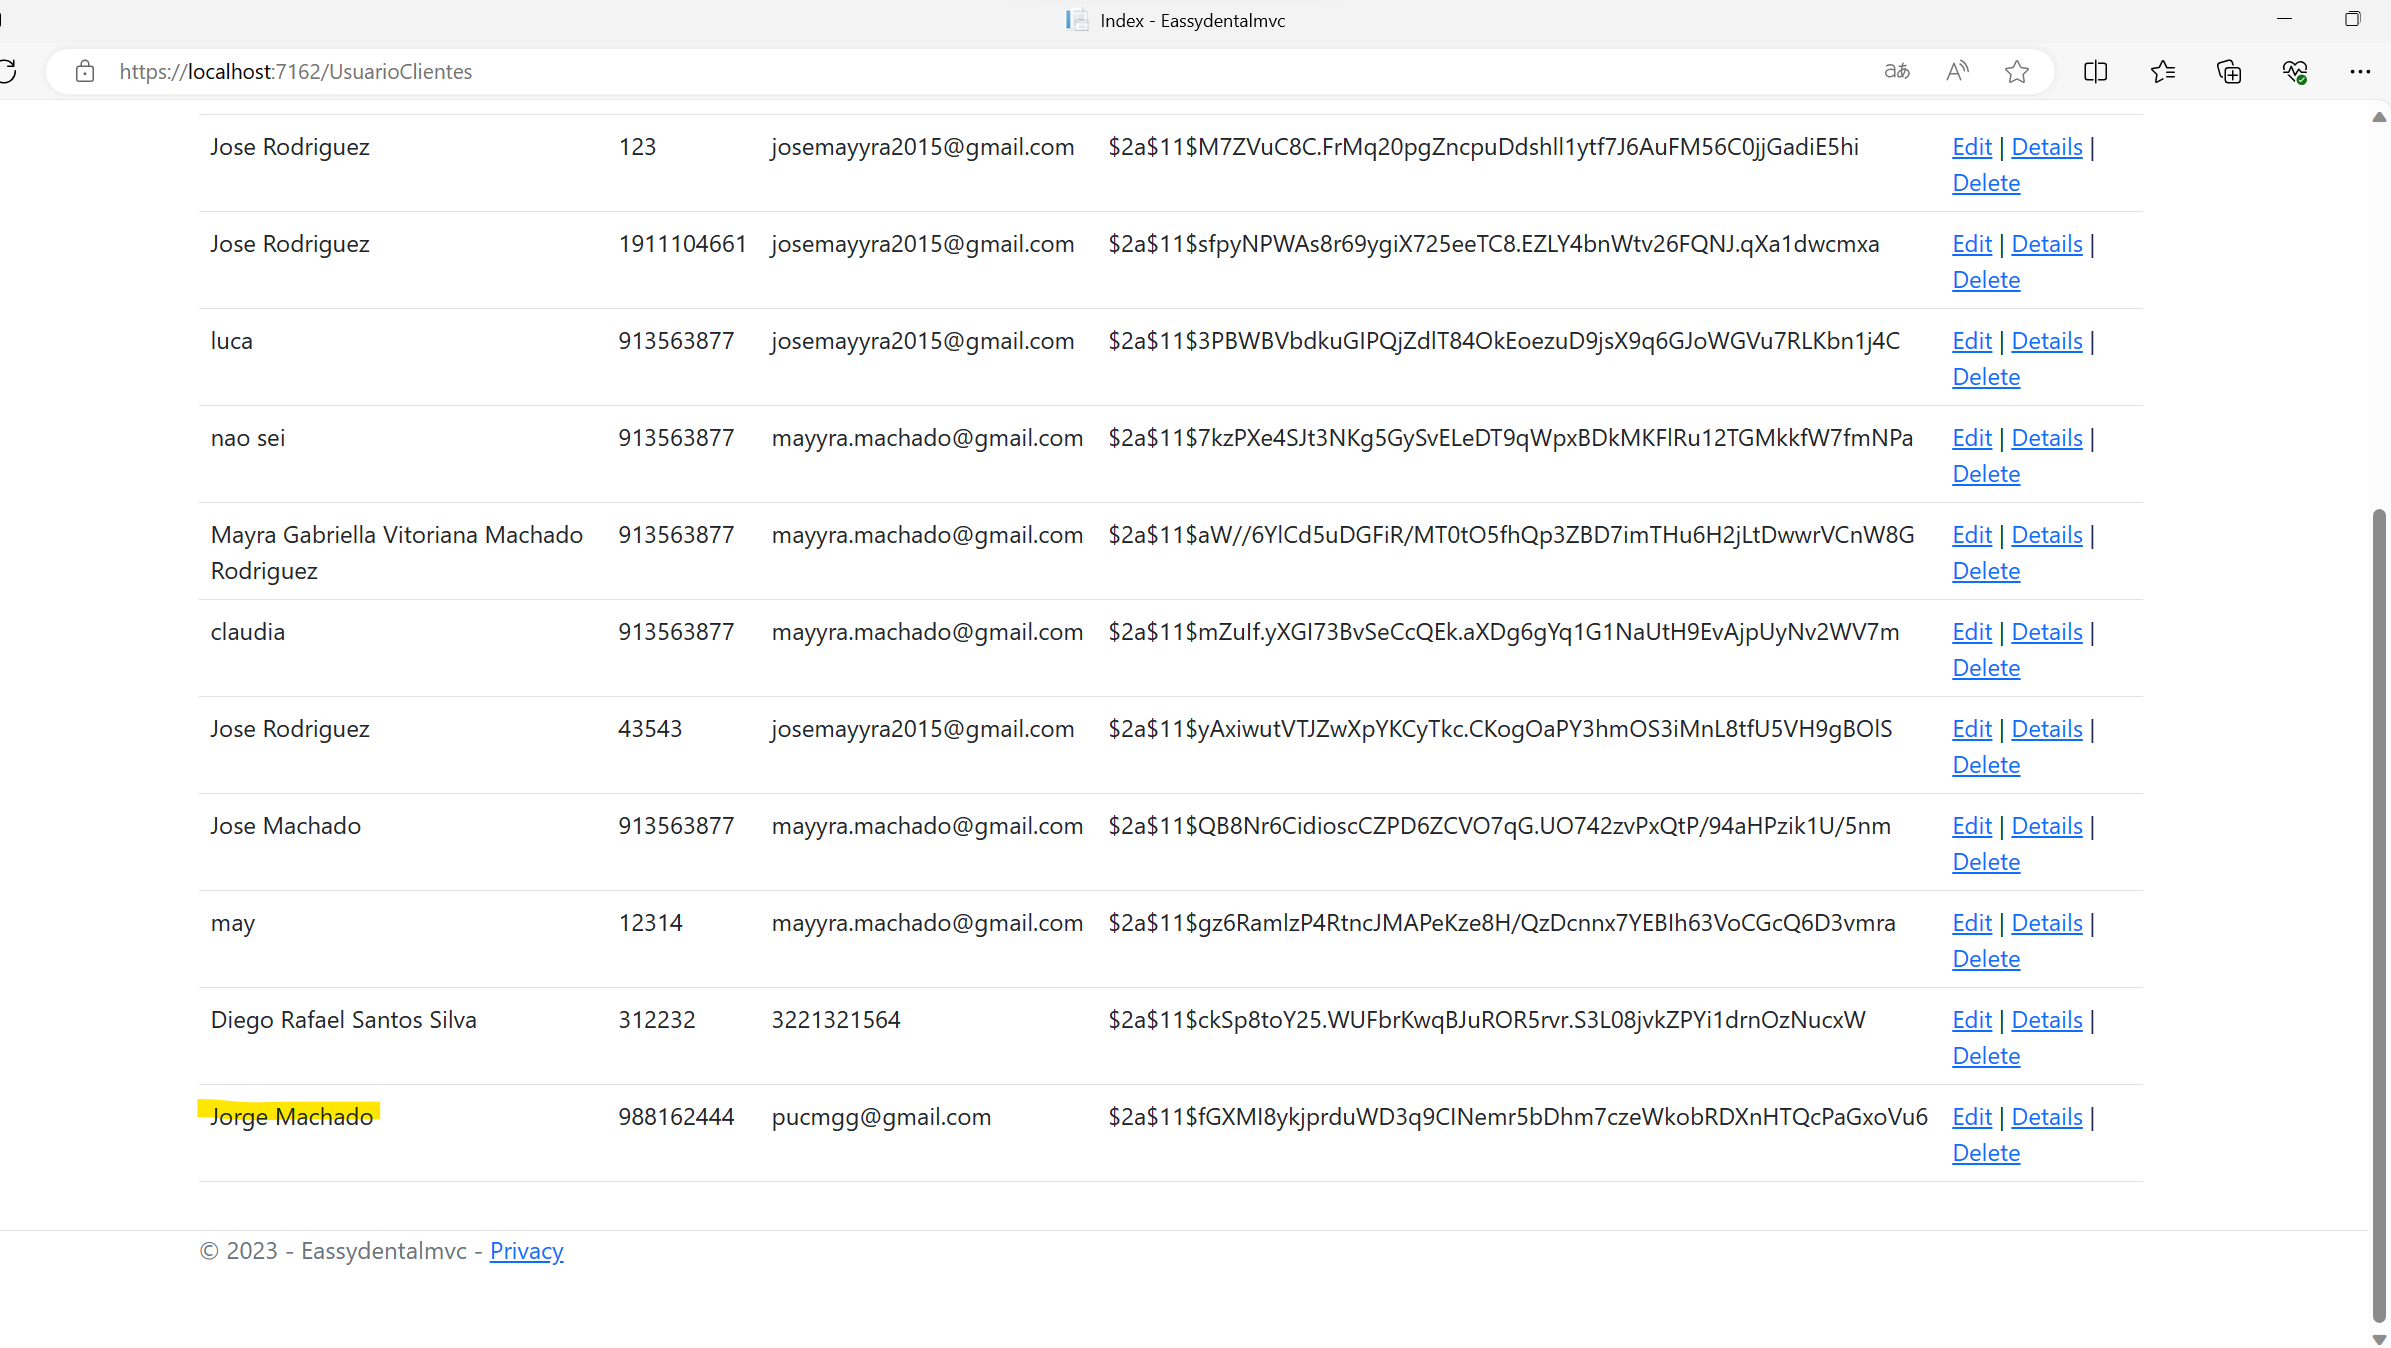 Index - Eassydentalmvc
https://localhost:7162/UsuarioClientes
Jose Rodriguez 123 josemayyra2015@gmail.com $2a$11$M7ZVuC8C.FrMq20pgZncpuDdshll1ytf7J6AuFM56C0jjGadiE5hi Edit | Details |
Delete
Jose Rodriguez 1911104661 josemayyra2015@gmail.com $2a$11$sfpyNPWAs8r69ygiX725eeTC8.EZLY4bnWtv26FQNJ.qXa1dwcmxa Edit | Details |
Delete
luca 913563877 josemayyra2015@gmail.com $2a$11$3PBWBVbdkuGIPQjZdlT84OkEoezuD9jsX9q6GJoWGVu7RLKbn1j4C Edit | Details |
Delete
nao sei 913563877 mayyra.machado@gmail.com $2a$11$7kzPXe4SJt3NKg5GySvELeDT9qWpxBDkMKFlRu12TGMkkfW7fmNPa Edit | Details |
Delete
Mayra Gabriella Vitoriana Machado 913563877 mayyra.machado@gmail.com $2a$11$aW//6YlCd5uDGFiR/MT0tO5fhQp3ZBD7imTHu6H2jLtDwwrVCnW8G Edit | Details |
Rodriguez Delete
claudia 913563877 mayyra.machado@gmail.com $2a$11$mZuIf.yXGI73BvSeCcQEk.aXDg6gYq1G1NaUtH9EvAjpUyNv2WV7m Edit | Details |
Delete
Jose Rodriguez 43543 josemayyra2015@gmail.com $2a$11$yAxiwutVTJZwXpYKCyTkc.CKogOaPY3hmOS3iMnL8tfU5VH9gBOlS Edit | Details |
Delete
Jose Machado 913563877 mayyra.machado@gmail.com $2a$11$QB8Nr6CidioscCZPD6ZCVO7qG.UO742zvPxQtP/94aHPzik1U/5nm Edit | Details |
Delete
may 12314 mayyra.machado@gmail.com $2a$11$gz6RamlzP4RtncJMAPeKze8H/QzDcnnx7YEBIh63VoCGcQ6D3vmra Edit | Details |
Delete
Diego Rafael Santos Silva 312232 3221321564 $2a$11$ckSp8toY25.WUFbrKwqBJuROR5rvr.S3L08jvkZPYi1drnOzNucxW Edit | Details |
Delete
Jorge Machado 988162444 pucmgg@gmail.com $2a$11$fGXMI8ykjprduWD3q9CINemr5bDhm7czeWkobRDXnHTQcPaGxoVu6 Edit | Details |
Delete
© 2023 - Eassydentalmvc - Privacy